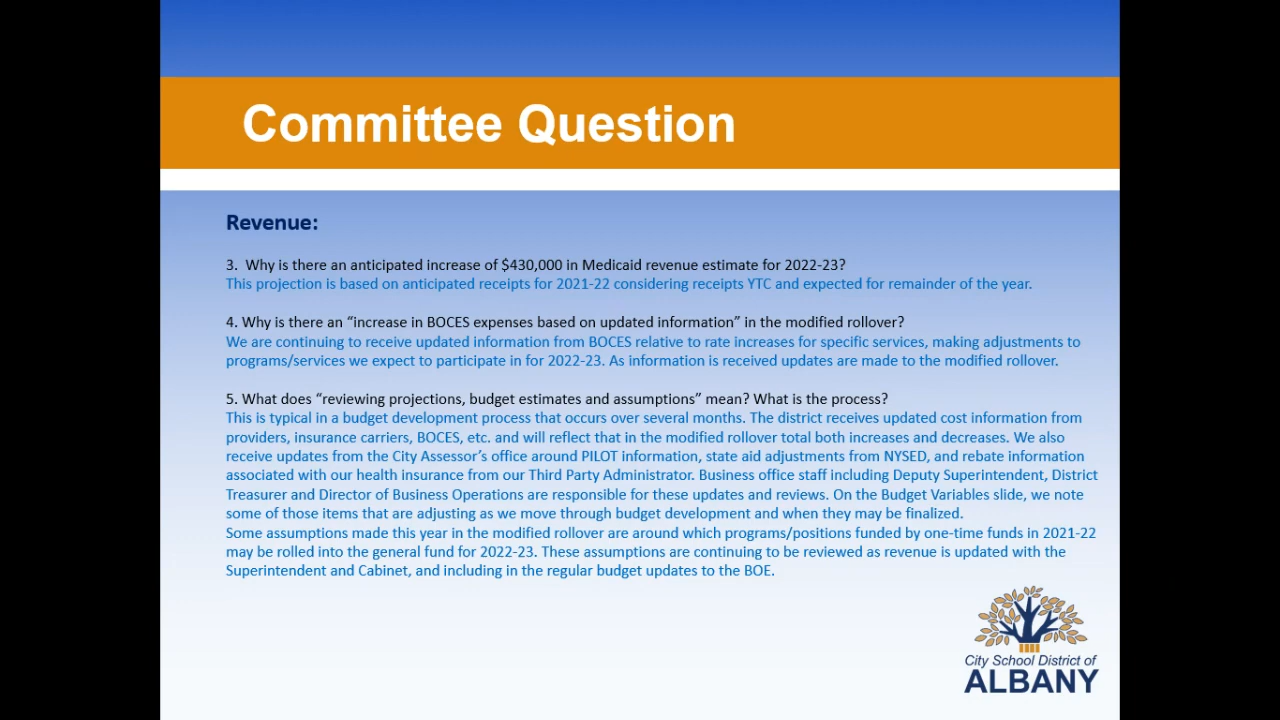 Committee Question
Revenue:
3.  Why is there an anticipated increase of $430,000 in Medicaid revenue estimate for 2022-23?
This projection is based on anticipated receipts for 2021-22 considering receipts YTC and expected for remainder of the year.
4. Why is there an “increase in BOCES expenses based on updated information” in the modified rollover?
We are continuing to receive updated information from BOCES relative to rate increases for specific services, making adjustments to
programs/services we expect to participate in for 2022-23. As information is received updates are made to the modified rollover.
5. What does “reviewing projections, budget estimates and assumptions” mean? What is the process?
This is typical in a budget development process that occurs over several months. The district receives updated cost information from
providers, insurance carriers, BOCES, etc. and will reflect that in the modified rollover total both increases and decreases. We also
receive updates from the City Assessor’s office around PILOT information, state aid adjustments from NYSED, and rebate information
associated with our health insurance from our Third Party Administrator. Business office staff including Deputy Superintendent, District
Treasurer and Director of Business Operations are responsible for these updates and reviews. On the Budget Variables slide, we note
some of those items that are adjusting as we move through budget development and when they may be finalized.
Some assumptions made this year in the modified rollover are around which programs/positions funded by one-time funds in 2021-22
may be rolled into the general fund for 2022-23. These assumptions are continuing to be reviewed as revenue is updated with the
Superintendent and Cabinet, and including in the regular budget updates to the BOE.
City School District of
ALBANY